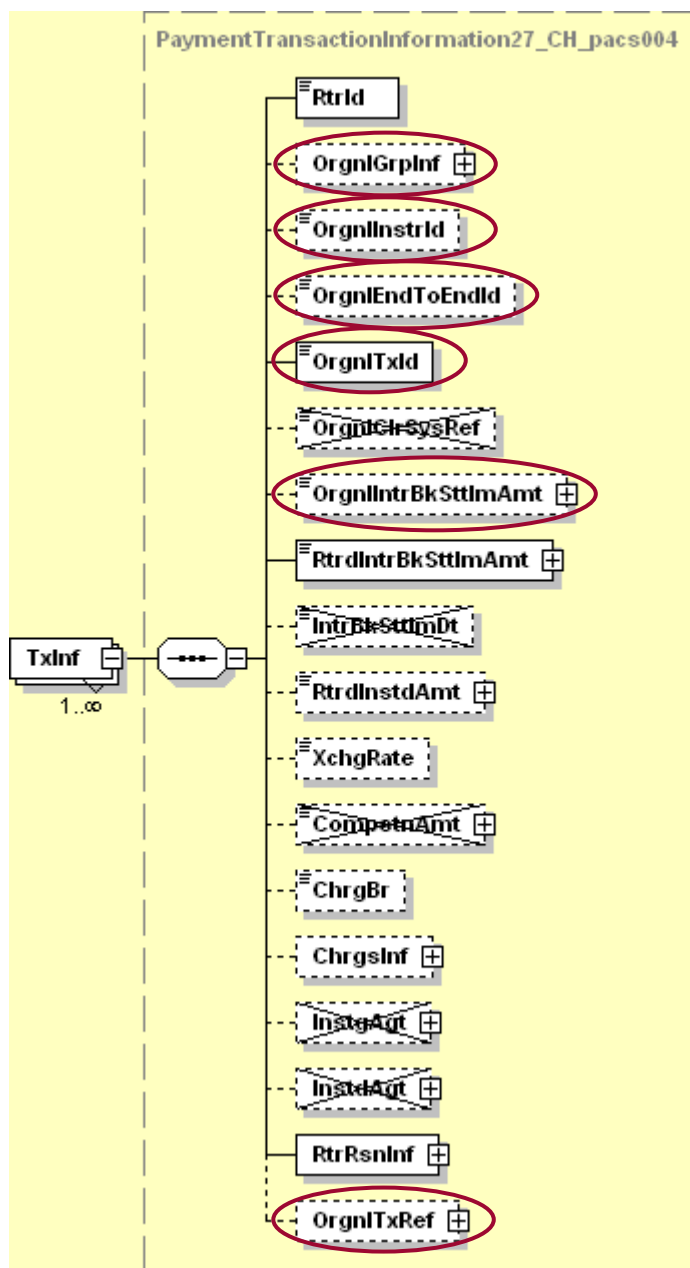 PaymentTransactionInformation27_CH_pacs004
RtrId
OrgnlGrpInf
OrgnlInstrId
OrgnlEndToEndId
OrgnlTxId
OrgnlClrSysRef
OrgnlIntrBkSttlmAmt
RtrdIntrBkSttlmAmt
IntrBkSttlmDt
TxInf
RtrdInstdAmt
1..∞
XchgRate
CompstnAmt
ChrgBr
ChrgsInf
InstgAgt
InstdAgt
RtrRsnInf
OrgnlTxRef